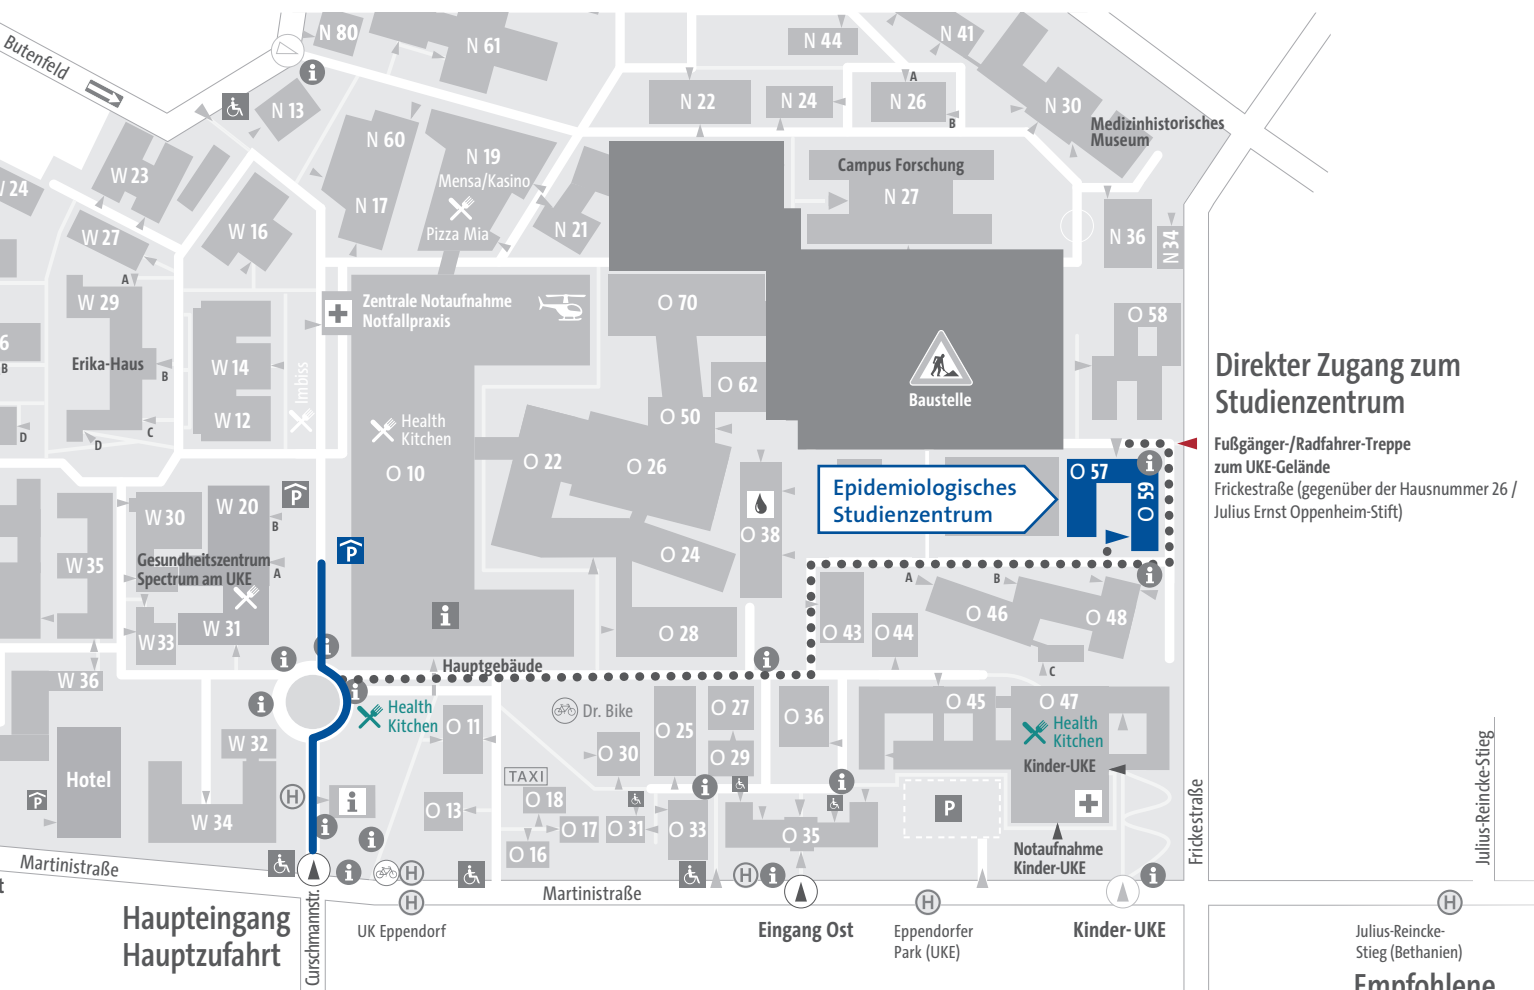 Butenfeld
N 80
N 61
N 44
N 41
N 13
N 22
N 24
N 26
A
B
N 30
Medizinhistorisches
Museum
N 60
N 19
Mensa/Kasino
N 17
Pizza Mia
N 21
Campus Forschung
N 27
N 36
N 34
W 23
W 24
W 27
W 16
A
W 29
Erika-Haus
B
C
D
6
B
D
W 14
W 12
Imbiss
Zentrale Notaufnahme
Notfallpraxis
O 70
O 62
O 50
Baustelle
O 58
Health
Kitchen
O 10
O 22
O 26
O 24
O 38
O 28
Direkter Zugang zum
Studienzentrum
Fußgänger-/Radfahrer-Treppe
zum UKE-Gelände
Frickestraße (gegenüber der Hausnummer 26 /
Julius Ernst Oppenheim-Stift)
Epidemiologisches
Studienzentrum
O 57
O 59
W 20
P
B
W 30
A
Gesundheitszentrum
Spectrum am UKE
W 35
W 33
W 31
W 36
P
O 43
O 44
A
B
O 46
O 48
C
Hauptgebäude
Health
Kitchen
O 11
Dr. Bike
O 25
O 27
O 29
O 30
O 36
O 45
O 47
Health
Kitchen
Kinder-UKE
W 32
Hotel
P
W 34
H
O 13
TAXI
O 18
O 17
O 16
O 31
O 33
O 35
P
Notaufnahme
Kinder-UKE
Frickestraße
Julius-Reincke-Stieg
Martinistraße
Martinistraße
t
H
H
H
H
H
Haupteingang
Hauptzufahrt
Curschmannstr.
UK Eppendorf
Eingang Ost
Eppendorfer
Park (UKE)
Kinder-UKE
Julius-Reincke-
Stieg (Bethanien)
Empfohlene